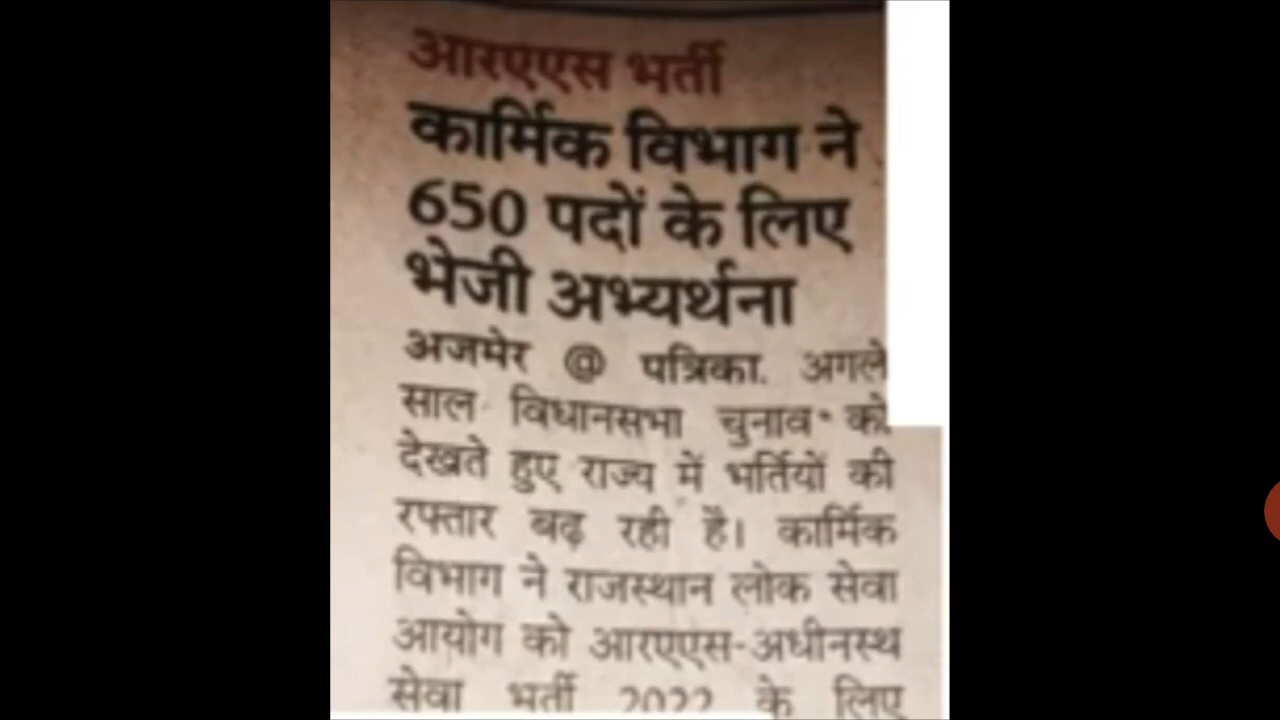 आरएएस भर्ती
कार्मिक विभाग ने
650 पदों के लिए
भेजी अभ्यर्थना
अजमेर @ पत्रिका. अगले
साल विधानसभा चुनाव को
देखते हुए राज्य में भर्तियों की
रफ्तार बढ़ रही है। कार्मिक
विभाग ने राजस्थान लोक सेवा
आयोग को आरएएस-अधीनस्थ
सेवा भर्ती 2022 के लिए